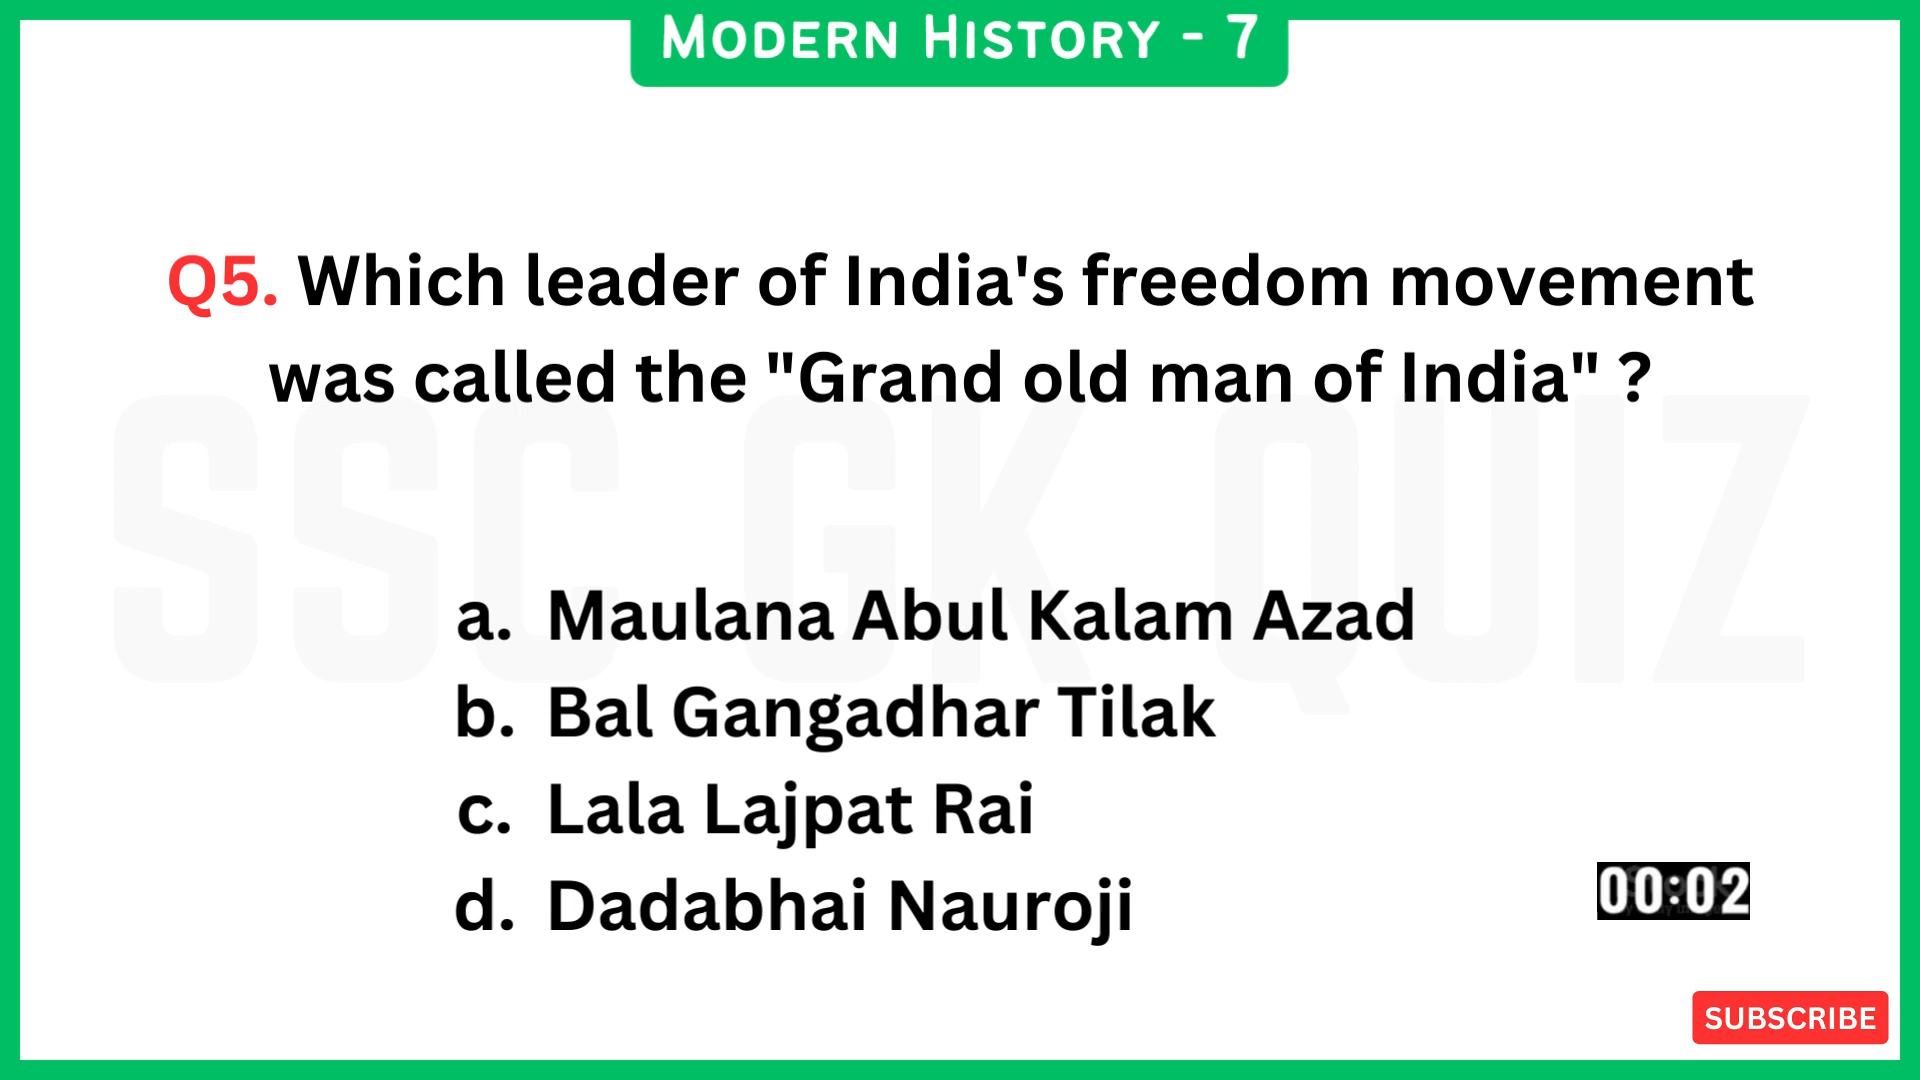 MODERN HISTORY - 7
Q5. Which leader of India's freedom movement
was called the "Grand old man of India" ?
SSC GK QUIZ
a. Maulana Abul Kalam Azad
b. Bal Gangadhar Tilak
c. Lala Lajpat Rai
d. Dadabhai Nauroji
00:02
SUBSCRIBE